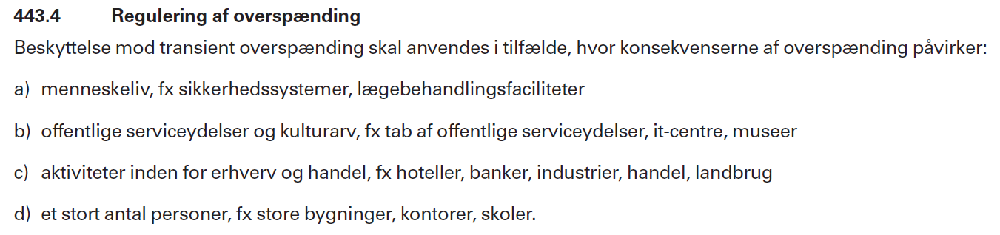 443.4 Regulering af overspænding
Beskyttelse mod transient overspænding skal anvendes i tilfælde, hvor konsekvenserne af overspænding påvirker:
a) menneskeliv, fx sikkerhedssystemer, lægebehandlingsfaciliteter
b) offentlige serviceydelser og kulturarv, fx tab af offentlige serviceydelser, it-centre, museer
c) aktiviteter inden for erhverv og handel, fx hoteller, banker, industrier, handel, landbrug
d) et stort antal personer, fx store bygninger, kontorer, skoler.